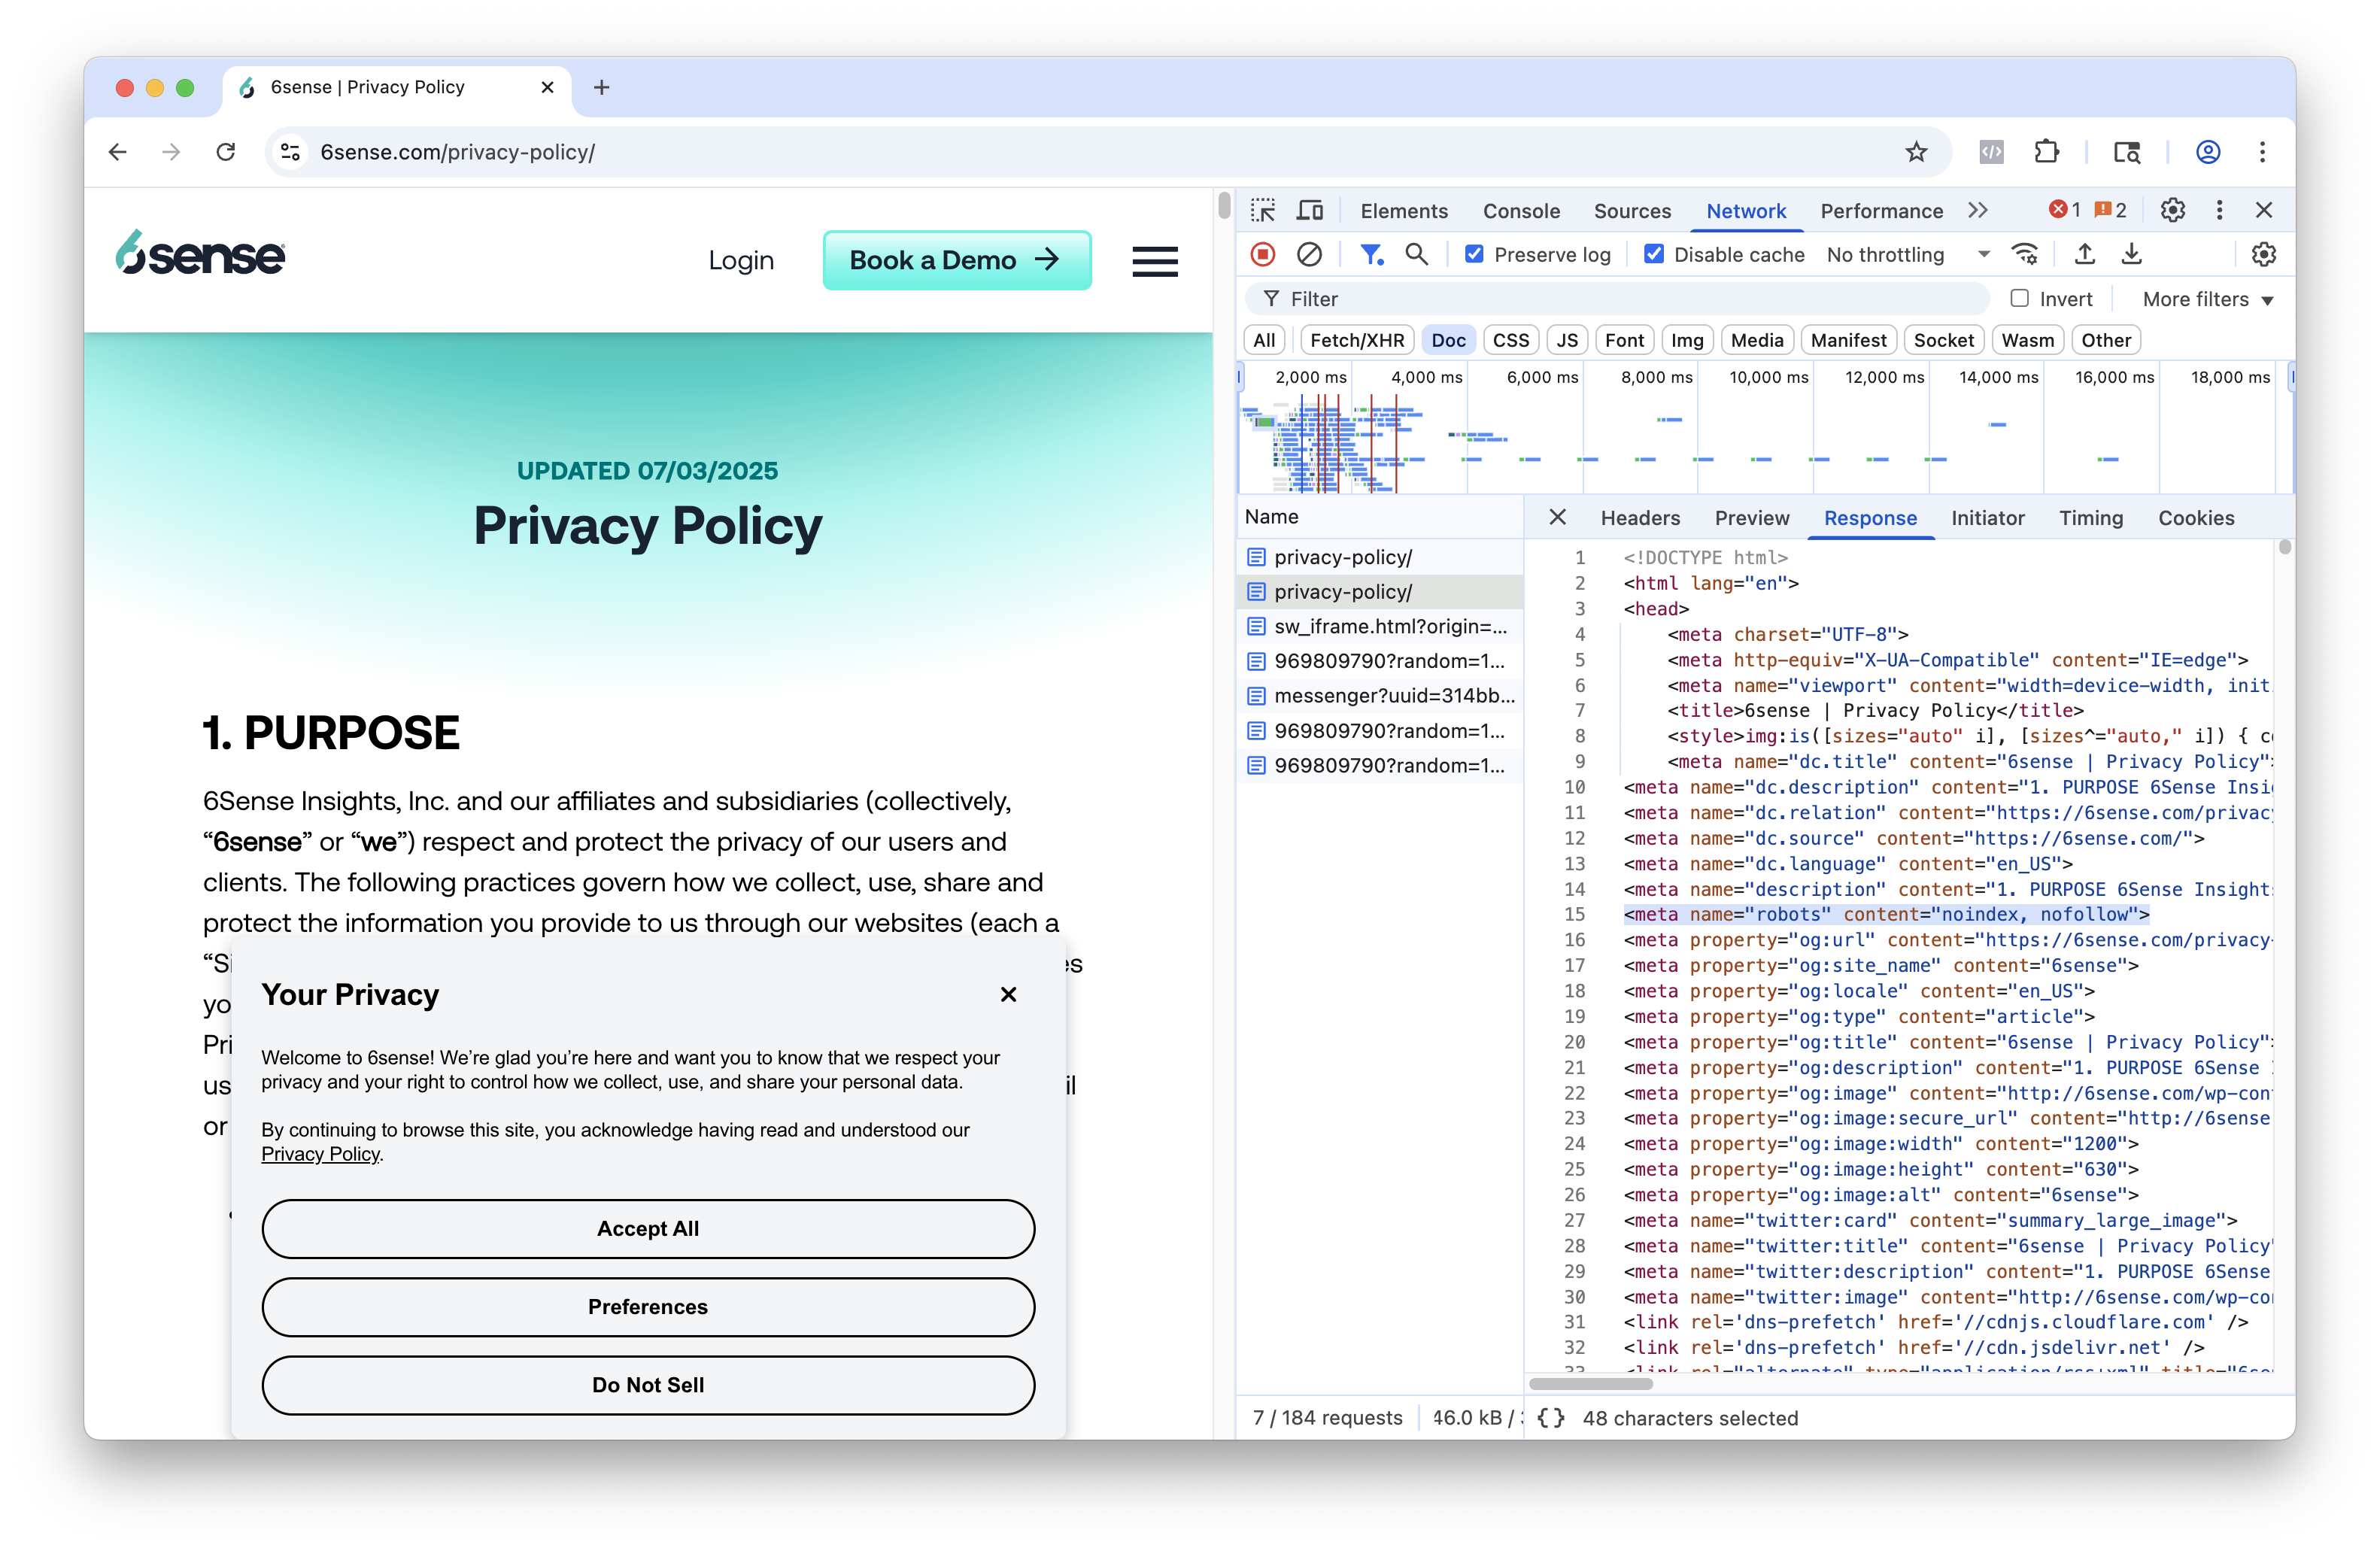 6sense | Privacy Policy
6sense.com/privacy-policy/
6sense
Login
Book a Demo
UPDATED 07/03/2025
Privacy Policy
1. PURPOSE
6Sense Insights, Inc. and our affiliates and subsidiaries (collectively,
“6sense” or “we”) respect and protect the privacy of our users and
clients. The following practices govern how we collect, use, share and
protect the information you provide to us through our websites (each a
Your Privacy
Welcome to 6sense! We’re glad you’re here and want you to know that we respect your
privacy and your right to control how we collect, use, and share your personal data.
By continuing to browse this site, you acknowledge having read and understood our
Privacy Policy.
Accept All
Preferences
Do Not Sell
Elements Console Sources Network Performance 1 2
Preserve log Disable cache No throttling
Filter Invert More filters
All Fetch/XHR Doc CSS JS Font Img Media Manifest Socket Wasm Other
2,000 ms 4,000 ms 6,000 ms 8,000 ms 10,000 ms 12,000 ms 14,000 ms 16,000 ms 18,000 ms
Name
privacy-policy/
privacy-policy/
sw_iframe.html?origin=...
969809790?random=1...
messenger?uuid=314bb...
969809790?random=1...
969809790?random=1...
7 / 184 requests 46.0 kB /
Headers Preview Response Initiator Timing Cookies
1 <!DOCTYPE html>
2 <html lang="en">
3 <head>
4 <meta charset="UTF-8">
5 <meta http-equiv="X-UA-Compatible" content="IE=edge">
6 <meta name="viewport" content="width=device-width, init
7 <title>6sense | Privacy Policy</title>
8 <style>img:is([sizes="auto" i], [sizes^="auto," i]) { c
9 <meta name="dc.title" content="6sense | Privacy Policy"
10 <meta name="dc.description" content="1. PURPOSE 6Sense Insi
11 <meta name="dc.relation" content="https://6sense.com/privacy
12 <meta name="dc.source" content="https://6sense.com/">
13 <meta name="dc.language" content="en_US">
14 <meta name="description" content="1. PURPOSE 6Sense Insight
15 <meta name="robots" content="noindex, nofollow">
16 <meta property="og:url" content="https://6sense.com/privacy
17 <meta property="og:site_name" content="6sense">
18 <meta property="og:locale" content="en_US">
19 <meta property="og:type" content="article">
20 <meta property="og:title" content="6sense | Privacy Policy"
21 <meta property="og:description" content="1. PURPOSE 6Sense
22 <meta property="og:image" content="http://6sense.com/wp-con
23 <meta property="og:image:secure_url" content="http://6sense
24 <meta property="og:image:width" content="1200">
25 <meta property="og:image:height" content="630">
26 <meta property="og:image:alt" content="6sense">
27 <meta name="twitter:card" content="summary_large_image">
28 <meta name="twitter:title" content="6sense | Privacy Policy"
29 <meta name="twitter:description" content="1. PURPOSE 6Sense
30 <meta name="twitter:image" content="http://6sense.com/wp-co
31 <link rel='dns-prefetch' href='//cdnjs.cloudflare.com' />
32 <link rel='dns-prefetch' href='//cdn.jsdelivr.net' />
{} 48 characters selected